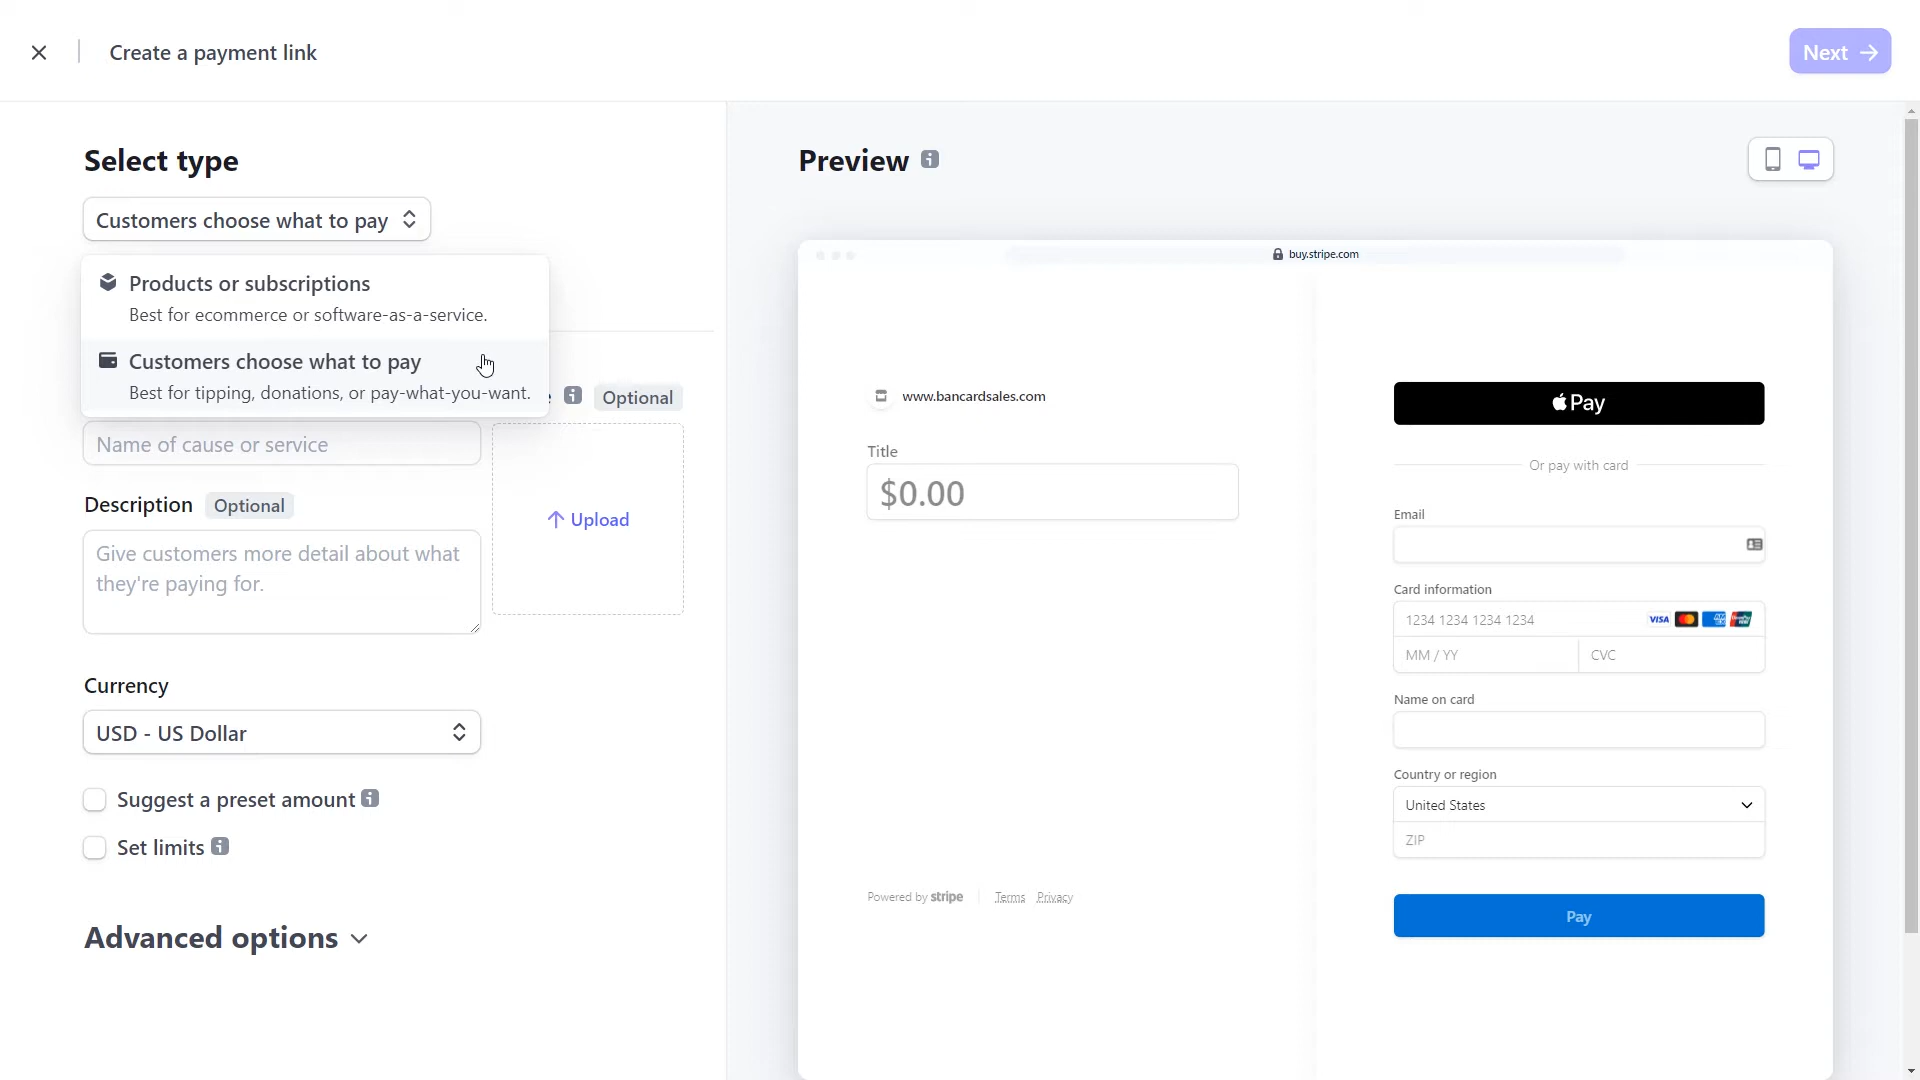 Create a payment link
Next
Select type
Customers choose what to pay
Products or subscriptions
Best for ecommerce or software-as-a-service.
Customers choose what to pay
Best for tipping, donations, or pay-what-you-want.
Optional
Name of cause or service
Description Optional
Give customers more detail about what
they're paying for.
Upload
Currency
USD - US Dollar
Suggest a preset amount
Set limits
Advanced options
Preview
buy.stripe.com
www.bancardsales.com
Title
$0.00
Powered by stripe Terms Privacy
Pay
Or pay with card
Email
Card information
1234 1234 1234 1234 VISA
MM / YY CVC
Name on card
Country or region
United States
ZIP
Pay